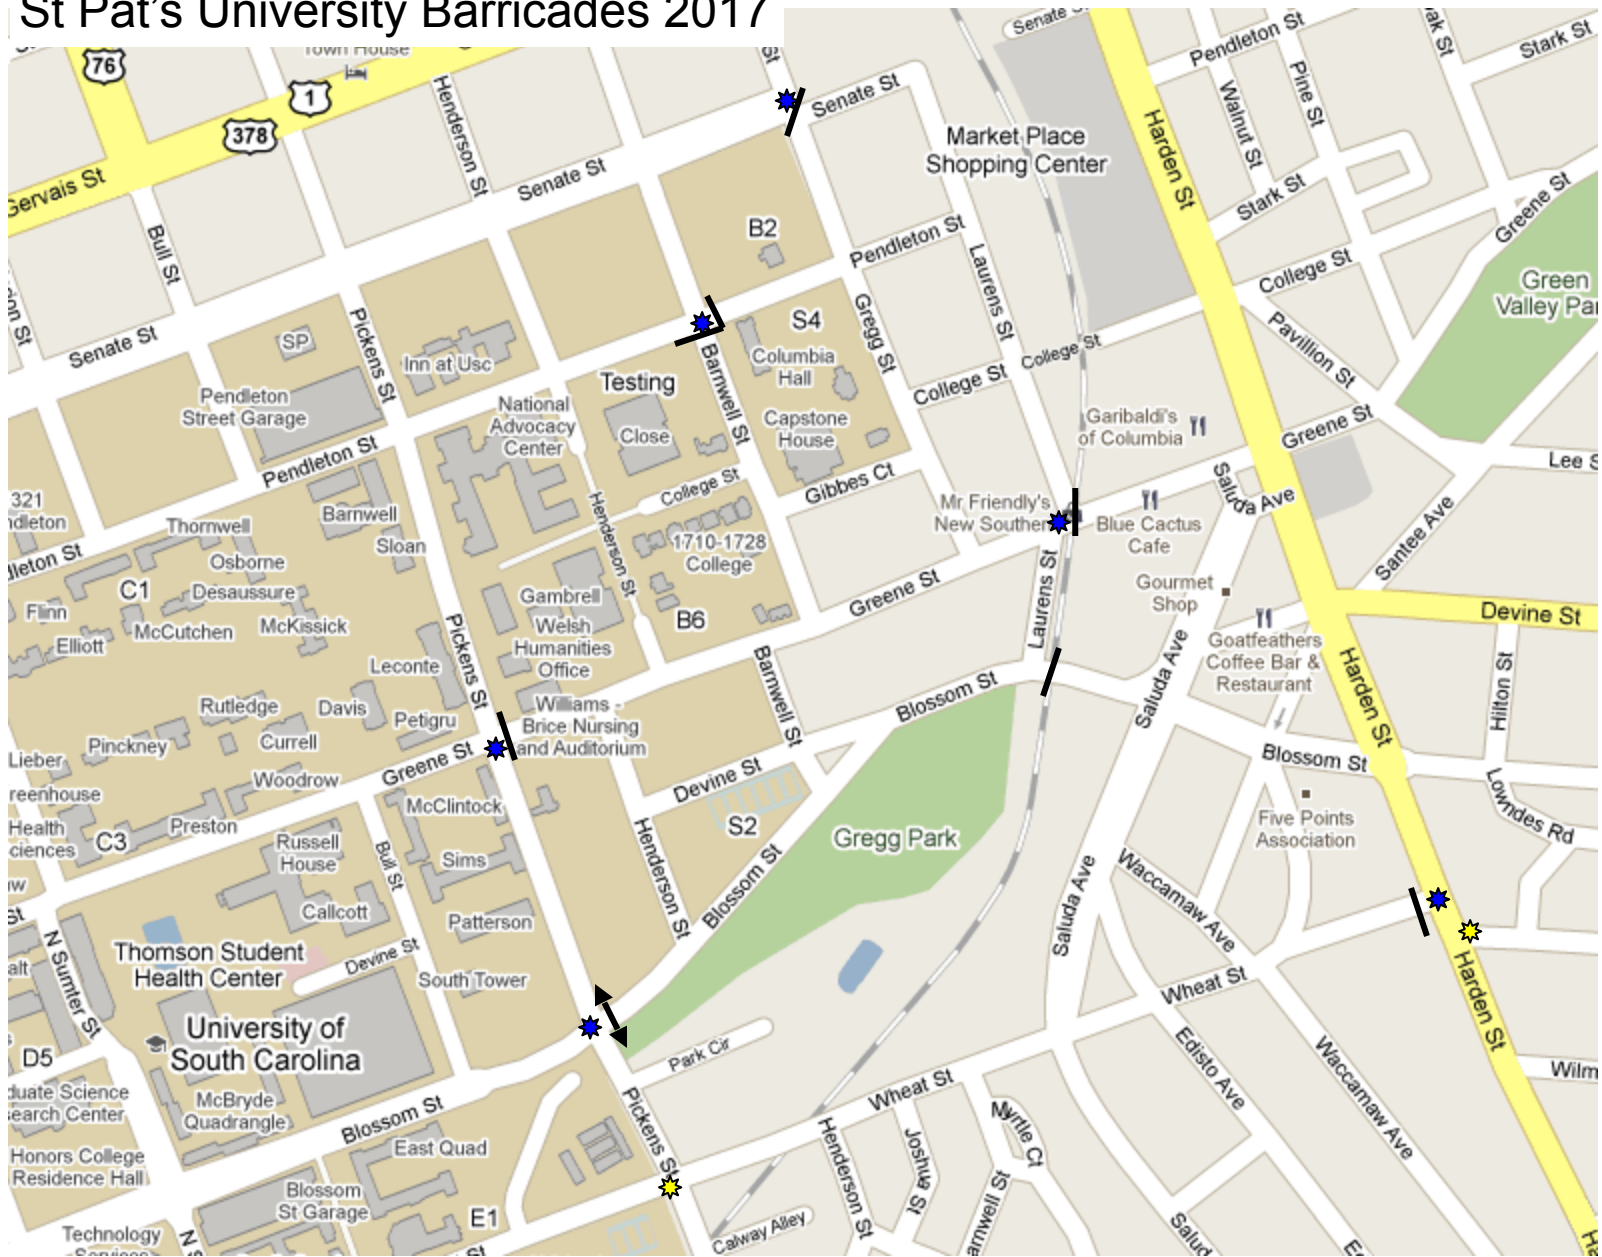 St Pat's University Barricades 2017
Town House
76
1
378
Gervais St
Henderson St
Senate St
Senate St
Pendleton St
Stark St
Walnut St
Pine St
Harden St
Market Place
Shopping Center
Senate St
Bull St
B2
Stark St
Greene St
Pendleton St
College St
Green
Laurens St
Senate St
Pickens St
SP
Inn at Usc
S4
Gregg St
Columbia
Hall
College St
Pavillion St
Pendleton
Street Garage
Testing
Barnwell St
College St
National
Advocacy
Center
Close
Capstone
House
Garibaldi's
of Columbia
Greene St
Pendleton St
Gibbes Ct
Saluda Ave
321
Barnwell
College St
Mr Friendly's
New Southern
Blue Cactus
Cafe
Santee Ave
Thornwell
Sloan
Henderson St
1710-1728
College
Osborne
C1
Desaussure
Gourmet
Shop
Greene St
Devine St
Flinn
McCutchen
McKissick
Gambrell
Welsh
Humanities
Office
B6
Laurens St
Elliott
Leconte
Pickens St
Goatfeathers
Coffee Bar &
Restaurant
Saluda Ave
Harden St
Hilton St
Barnwell St
Blossom St
Rutledge
Davis
Petigru
Williams -
Brice Nursing
and Auditorium
Pinckney
Currell
Lieber
Greene St
Woodrow
Blossom St
Devine St
McClintock
Lowndes Rd
Preston
C3
Russell
House
S2
Gregg Park
Five Points
Association
Bull St
Sims
Henderson St
Blossom St
Saluda Ave
Waccamaw Ave
Callcott
Patterson
N Sumter St
Thomson Student
Health Center
Devine St
South Tower
Wheat St
Harden St
University of
South Carolina
D5
Park Cir
Edisto Ave
Waccamaw Ave
McBryde
Quadrangle
Blossom St
Pickens St
Wheat St
Myrtle Ct
East Quad
Henderson St
Joshua St
Honors College
Residence Hall
Blossom
St Garage
E1
Calway Alley
Technology